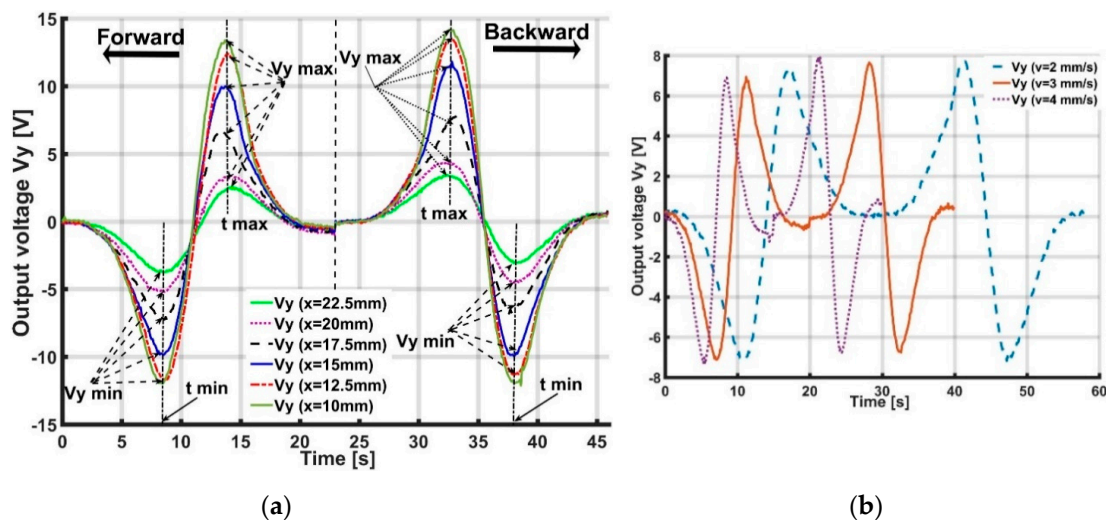 15
10
5
0
-5
-10
-15
Output voltage Vy [V]
Forward
Backward
Vy max
Vy max
t max
t max
Vy min
Vy min
t min
t min
Vy (x=22.5mm)
Vy (x=20mm)
Vy (x=17.5mm)
Vy (x=15mm)
Vy (x=12.5mm)
Vy (x=10mm)
0 5 10 15 20 25 30 35 40 45
Time [s]
(a)
8
6
4
2
0
-2
-4
-6
-8
Output voltage Vy [V]
Vy (v=2 mm/s)
Vy (v=3 mm/s)
Vy (v=4 mm/s)
0 10 20 30 40 50 60
Time [s]
(b)